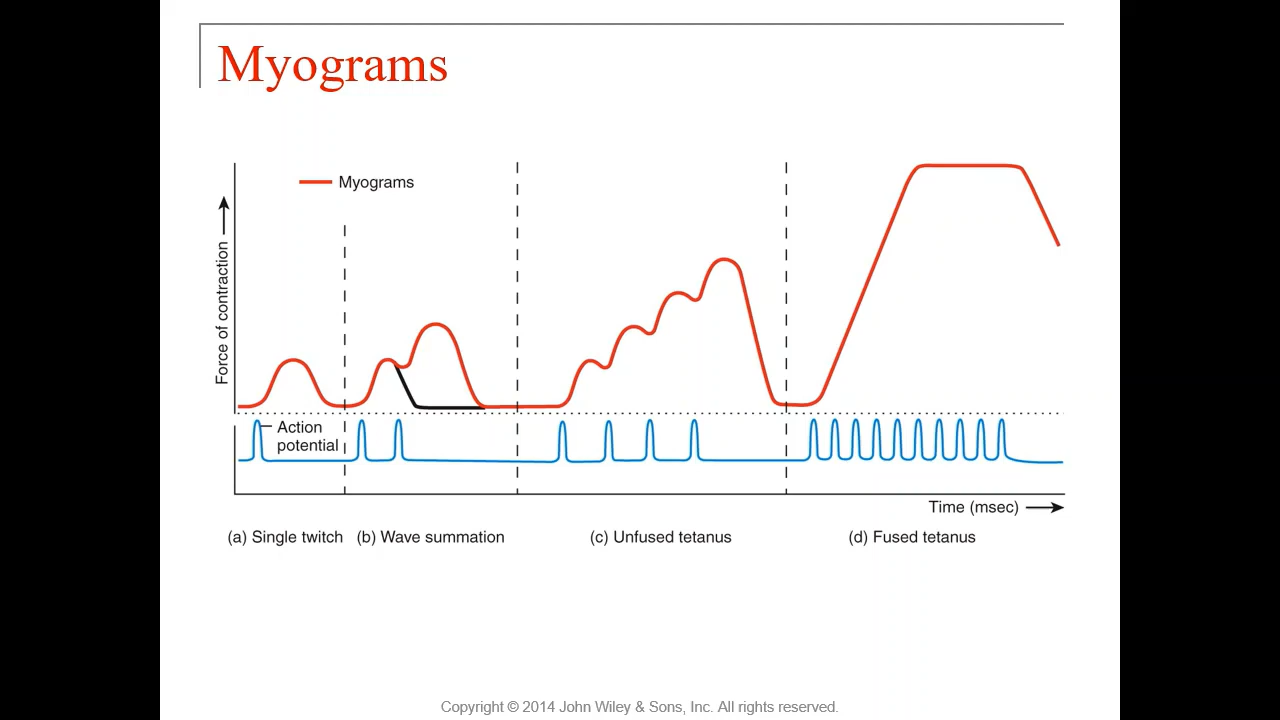 Myograms
Myograms
Force of contraction
Action
potential
Time (msec)
(a) Single twitch
(b) Wave summation
(c) Unfused tetanus
(d) Fused tetanus
Copyright © 2014 John Wiley & Sons, Inc. All rights reserved.